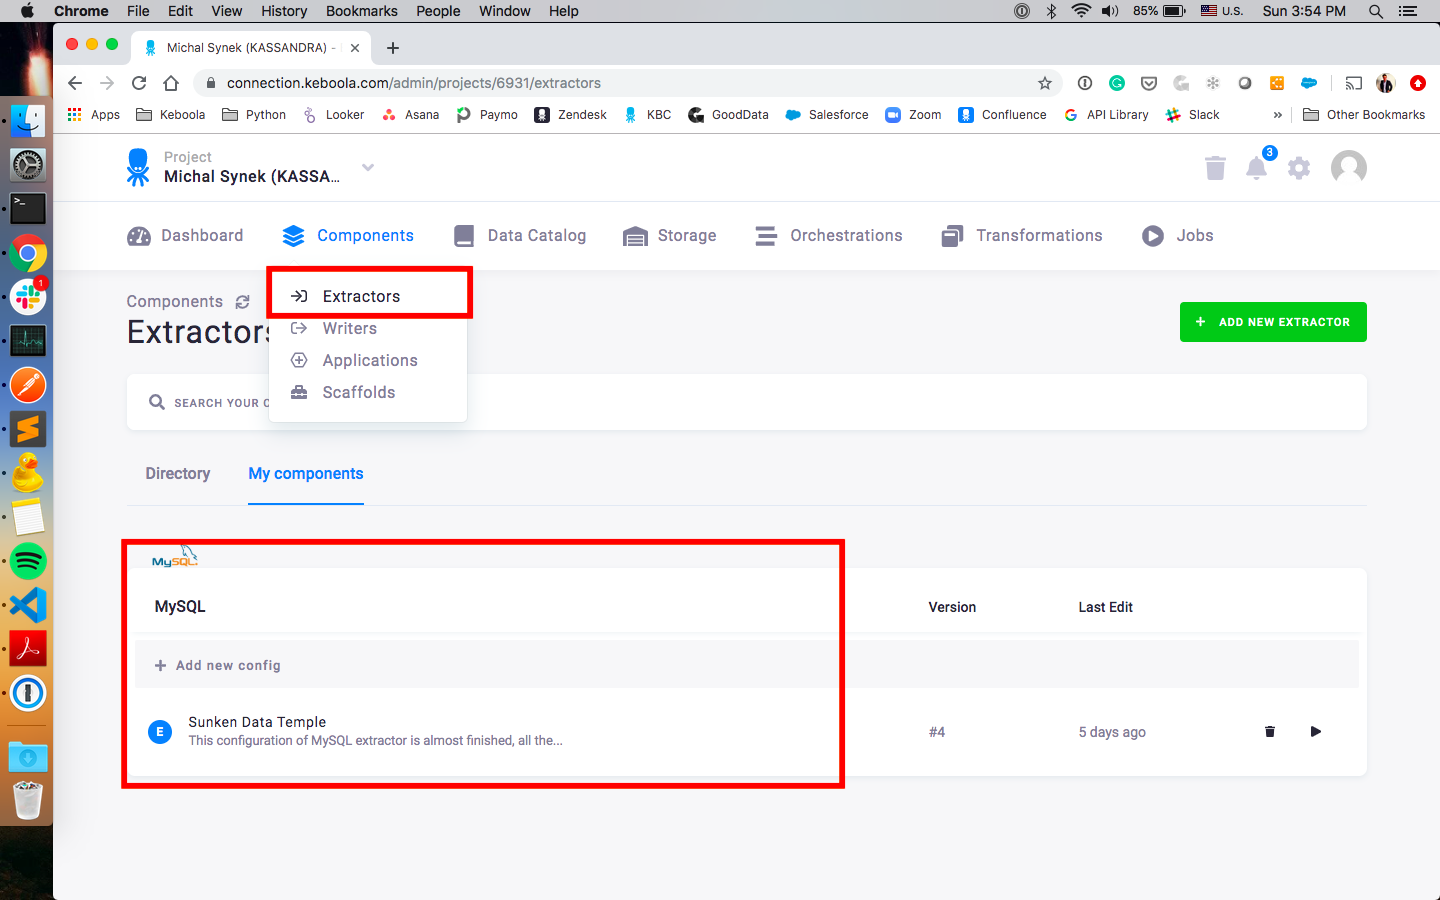 Chrome File Edit View History Bookmarks People Window Help 85% U.S. Sun 3:54 PM
Michal Synek (KASSANDRA) -
connection.keboola.com/admin/projects/6931/extractors
Apps Keboola Python Looker Asana Paymo Zendesk KBC GoodData Salesforce Zoom Confluence API Library Slack » Other Bookmarks
Project
Michal Synek (KASSA...
3
Dashboard Components Data Catalog Storage Orchestrations Transformations Jobs
1
Components
Extractors
Extractors
Writers
Applications
Scaffolds
+ ADD NEW EXTRACTOR
SEARCH YOUR
Directory My components
MySQL
MySQL Version Last Edit
+ Add new config
E
Sunken Data Temple
This configuration of MySQL extractor is almost finished, all the...
#4 5 days ago